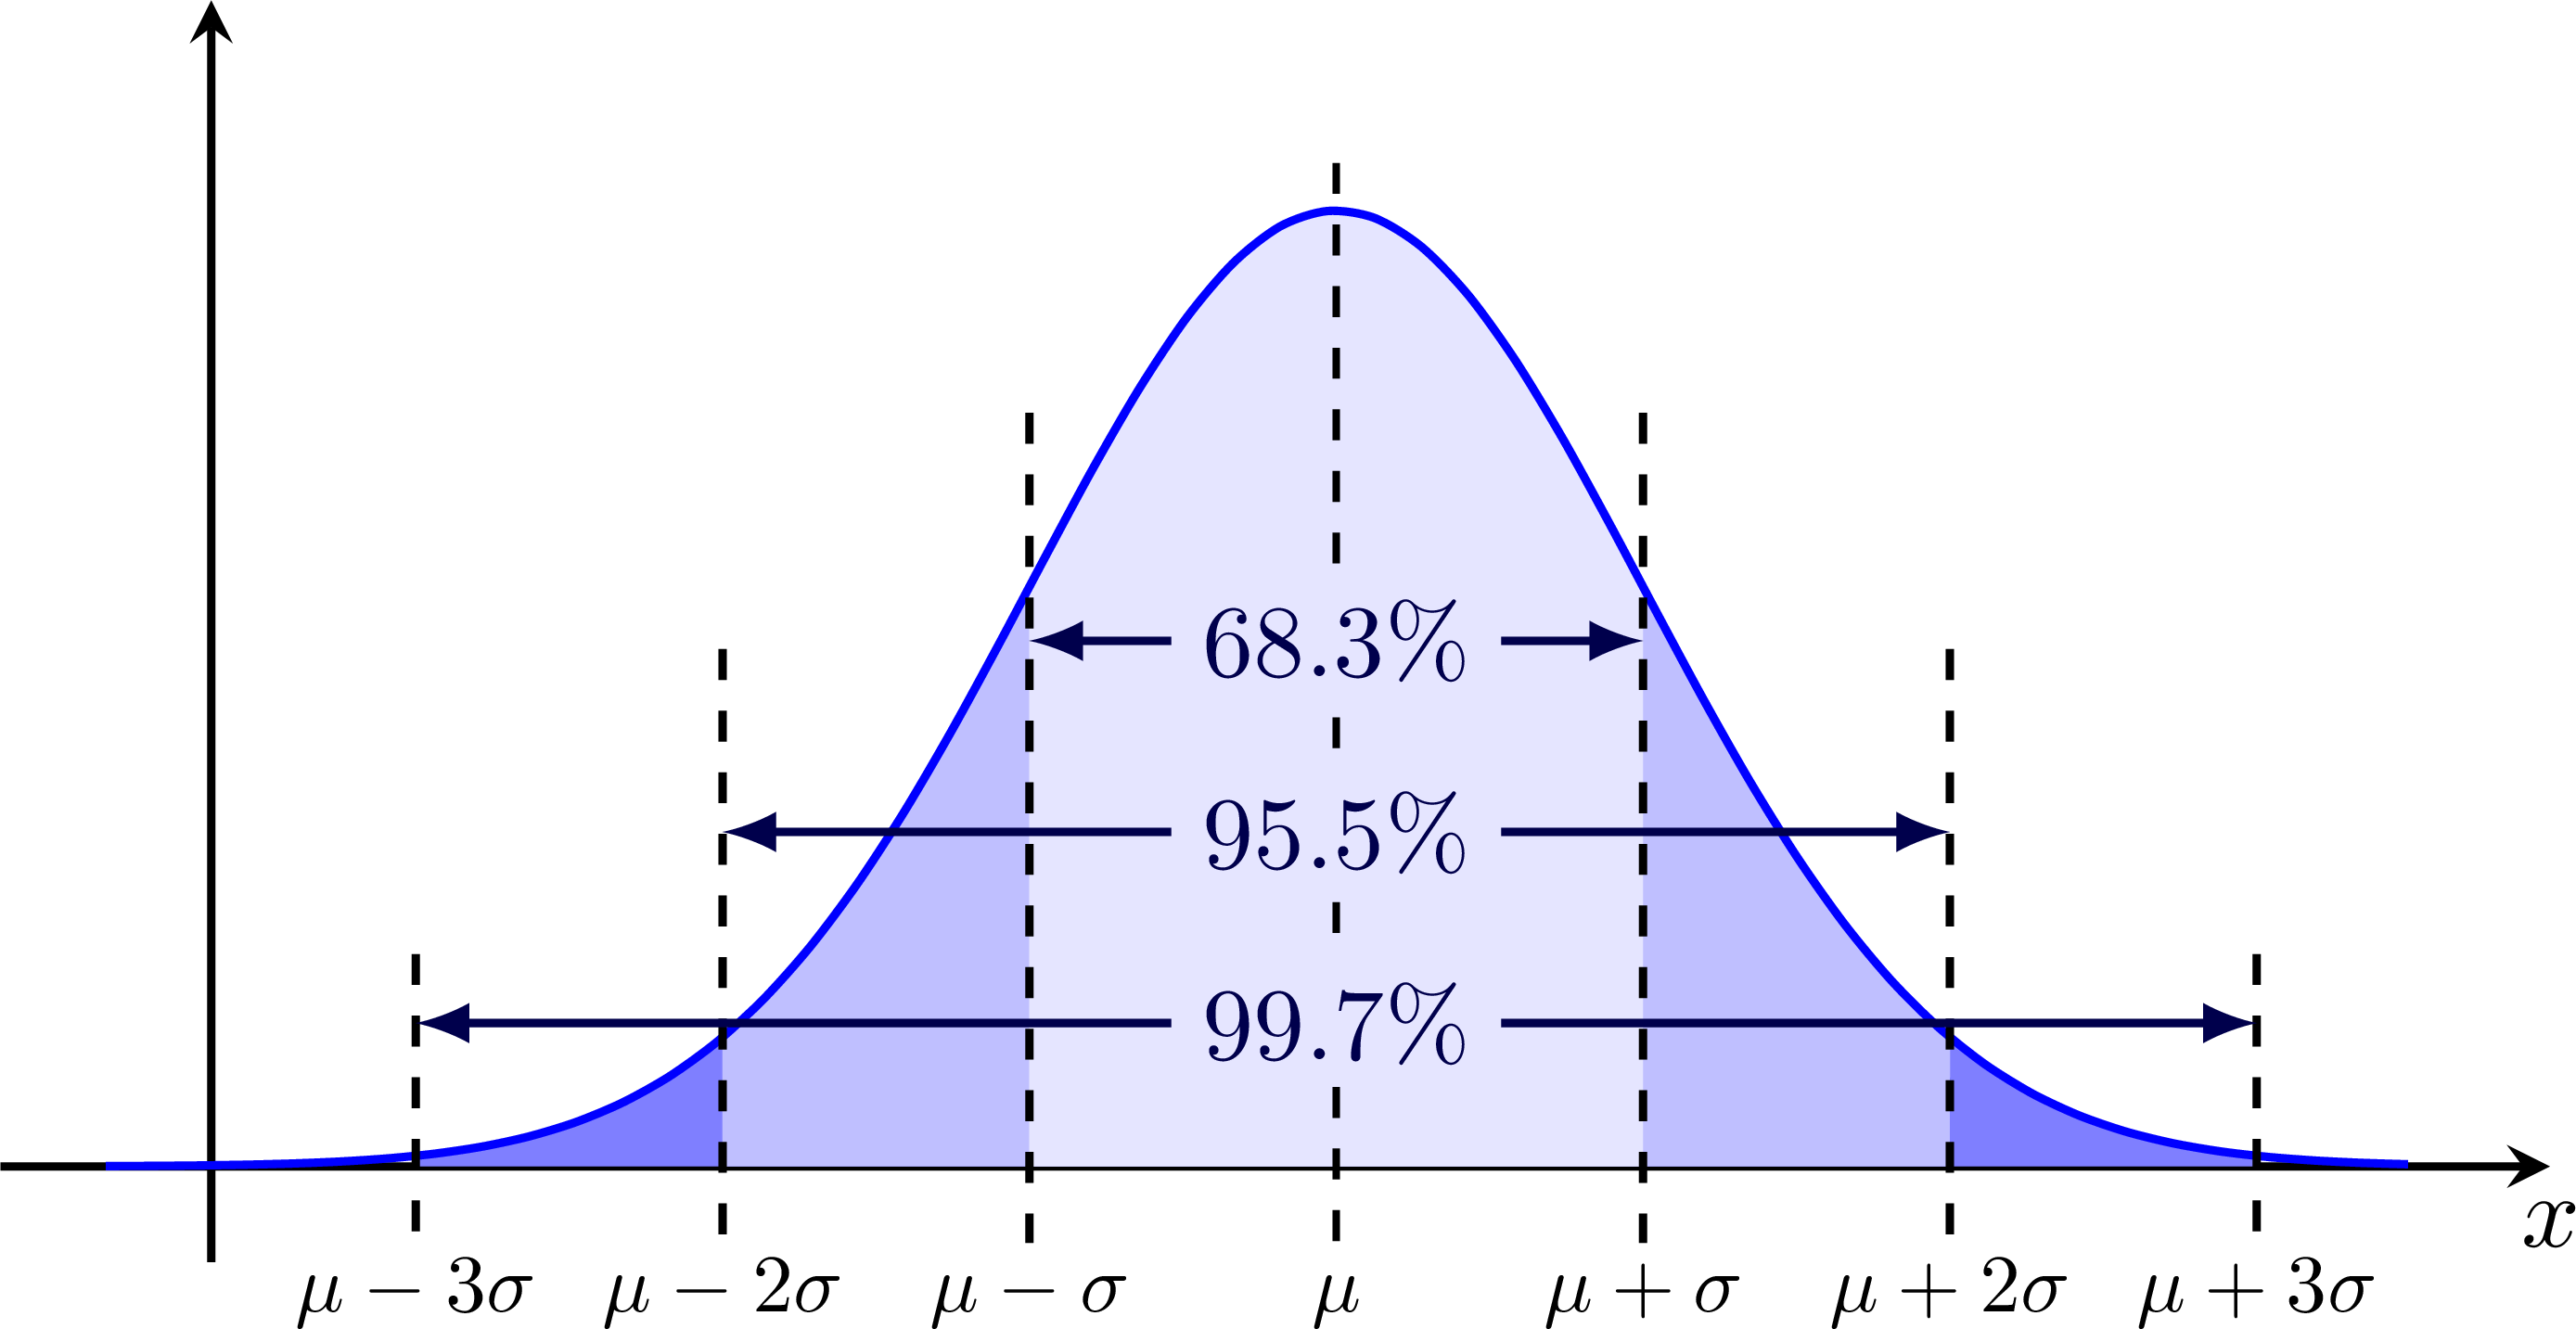 68.3%
95.5%
99.7%
x
μ − 3σ μ − 2σ μ − σ μ μ + σ μ + 2σ μ + 3σ